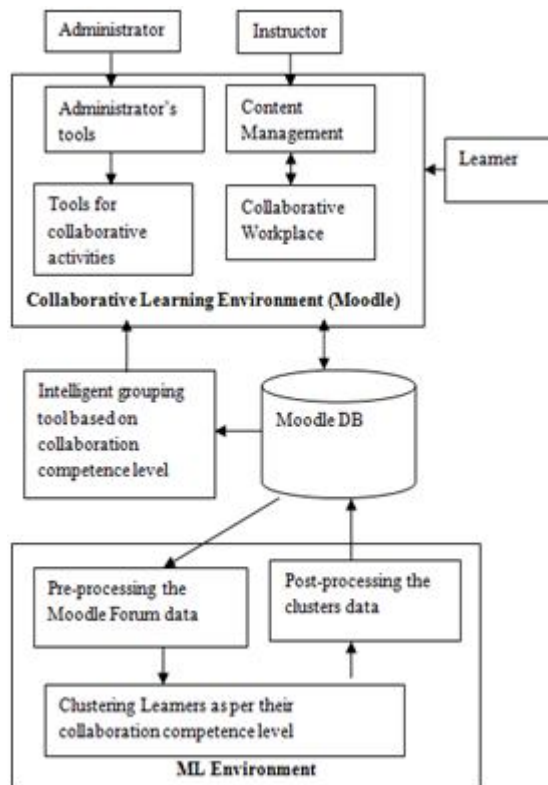 Administrator
Instructor
Administrator's
tools
Content
Management
Learner
Tools for
collaborative
activities
Collaborative
Workplace
Collaborative Learning Environment (Moodle)
Intelligent grouping
tool based on
collaboration
competence level
Moodle DB
Pre-processing the
Moodle Forum data
Post-processing the
clusters data
Clustering Learners as per their
collaboration competence level
ML Environment